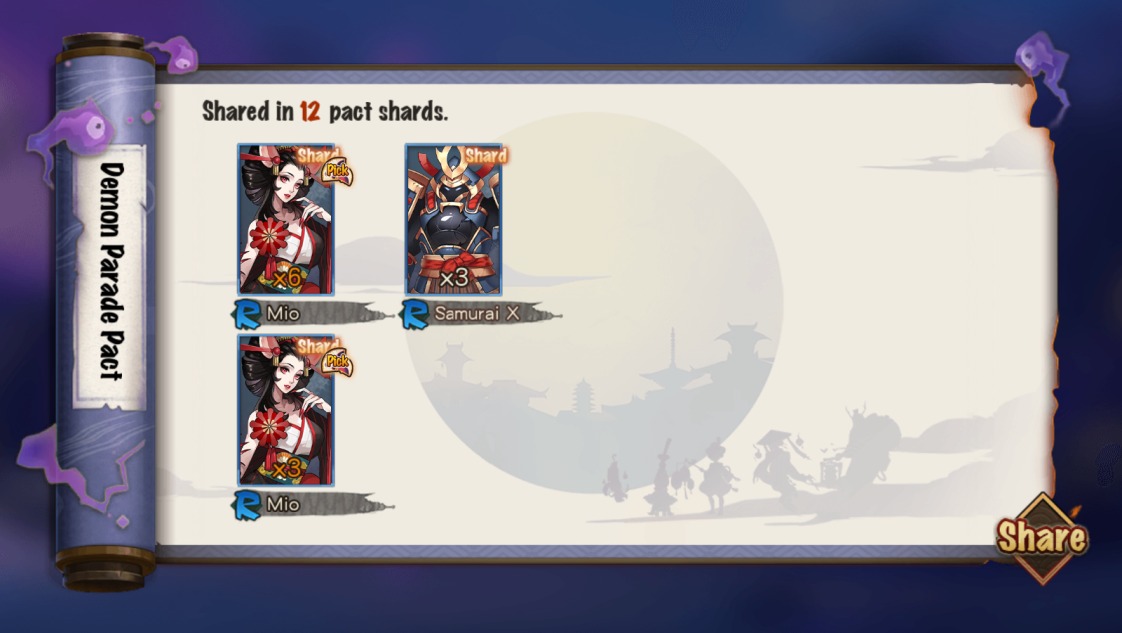 Demon Parade Pact
Shared in 12 pact shards.
Shard
Pick
x6
R Mio
Shard
x3
R Samurai X
Shard
Pick
x3
R Mio
Share